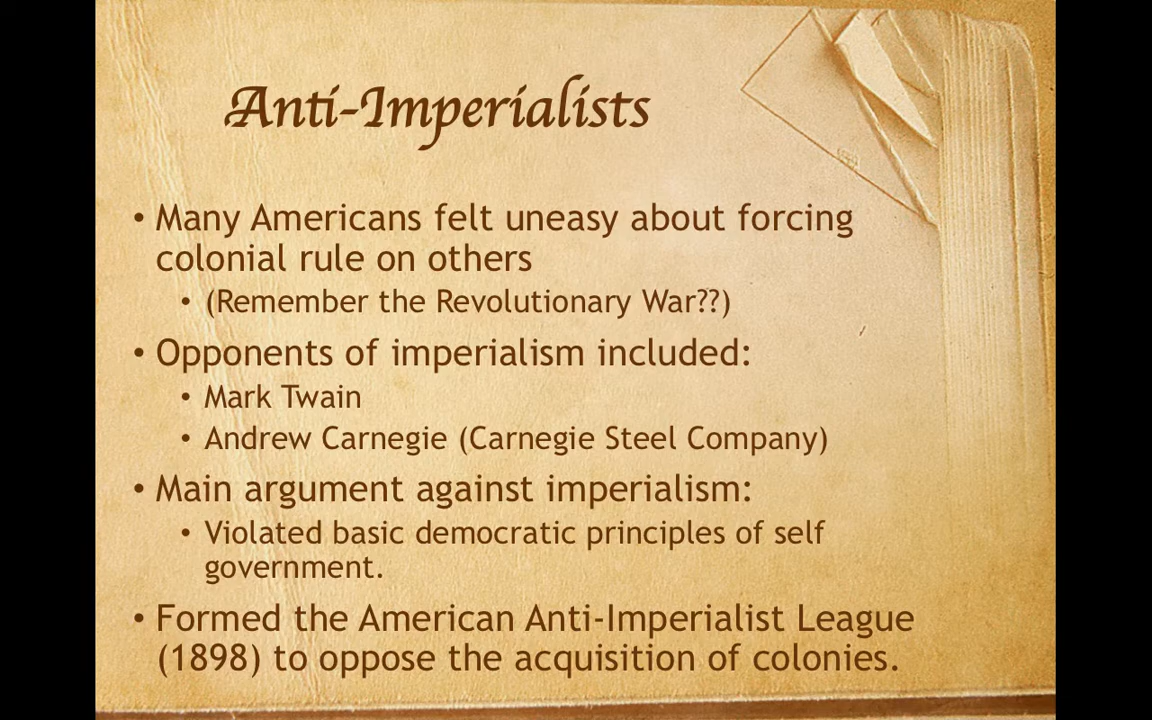 Anti-Imperialists
• Many Americans felt uneasy about forcing
colonial rule on others
• (Remember the Revolutionary War??)
• Opponents of imperialism included:
• Mark Twain
• Andrew Carnegie (Carnegie Steel Company)
• Main argument against imperialism:
• Violated basic democratic principles of self
government.
• Formed the American Anti-Imperialist League
(1898) to oppose the acquisition of colonies.